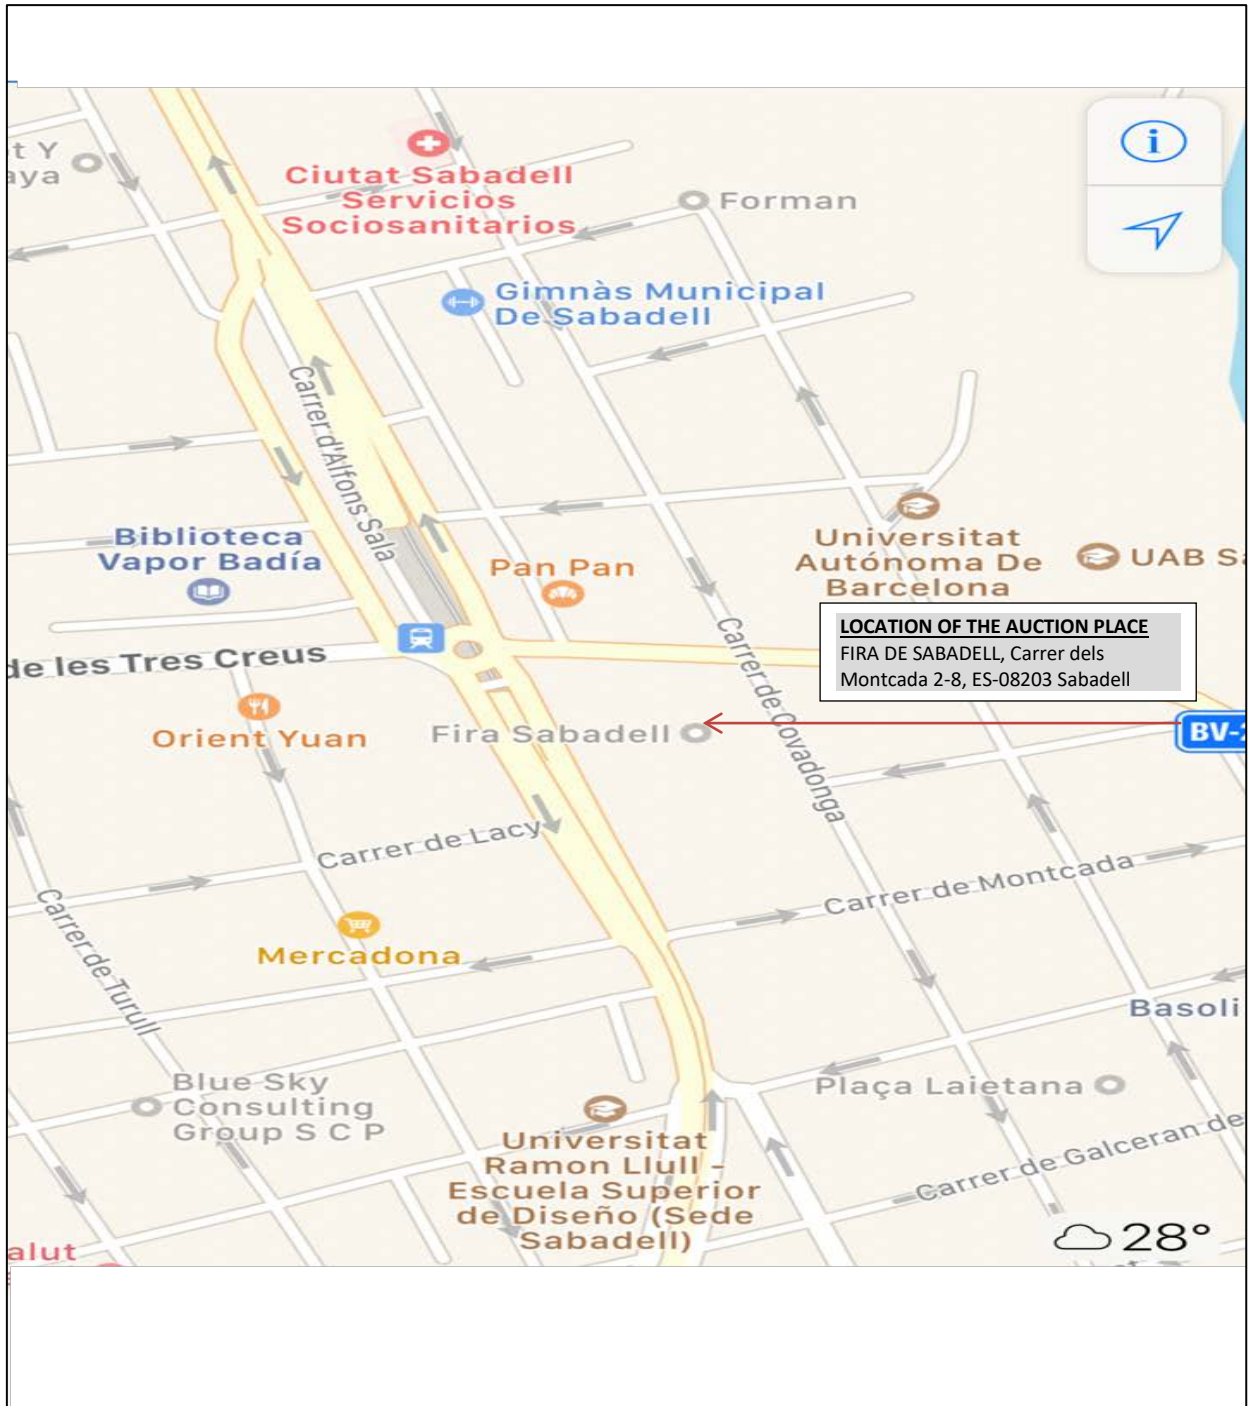 t Y
aya
Ciutat Sabadell
Servicios
Sociosanitarios
Forman
i
Gimnàs Municipal
De Sabadell
Carrer d'Alfons Sala
Biblioteca
Vapor Badía
Pan Pan
Universitat
Autónoma De
Barcelona
UAB Sa
LOCATION OF THE AUCTION PLACE
FIRA DE SABADELL, Carrer dels
Montcada 2-8, ES-08203 Sabadell
de les Tres Creus
Carrer de Covadonga
Orient Yuan
Fira Sabadell
BV-2
Carrer de Lacy
Carrer de Montcada
Carrer de Turull
Mercadona
Basoli
Blue Sky
Consulting
Group S C P
Plaça Laietana
Universitat
Ramon Llull -
Escuela Superior
de Diseño (Sede
Sabadell)
Carrer de Galceran de
28°
alut